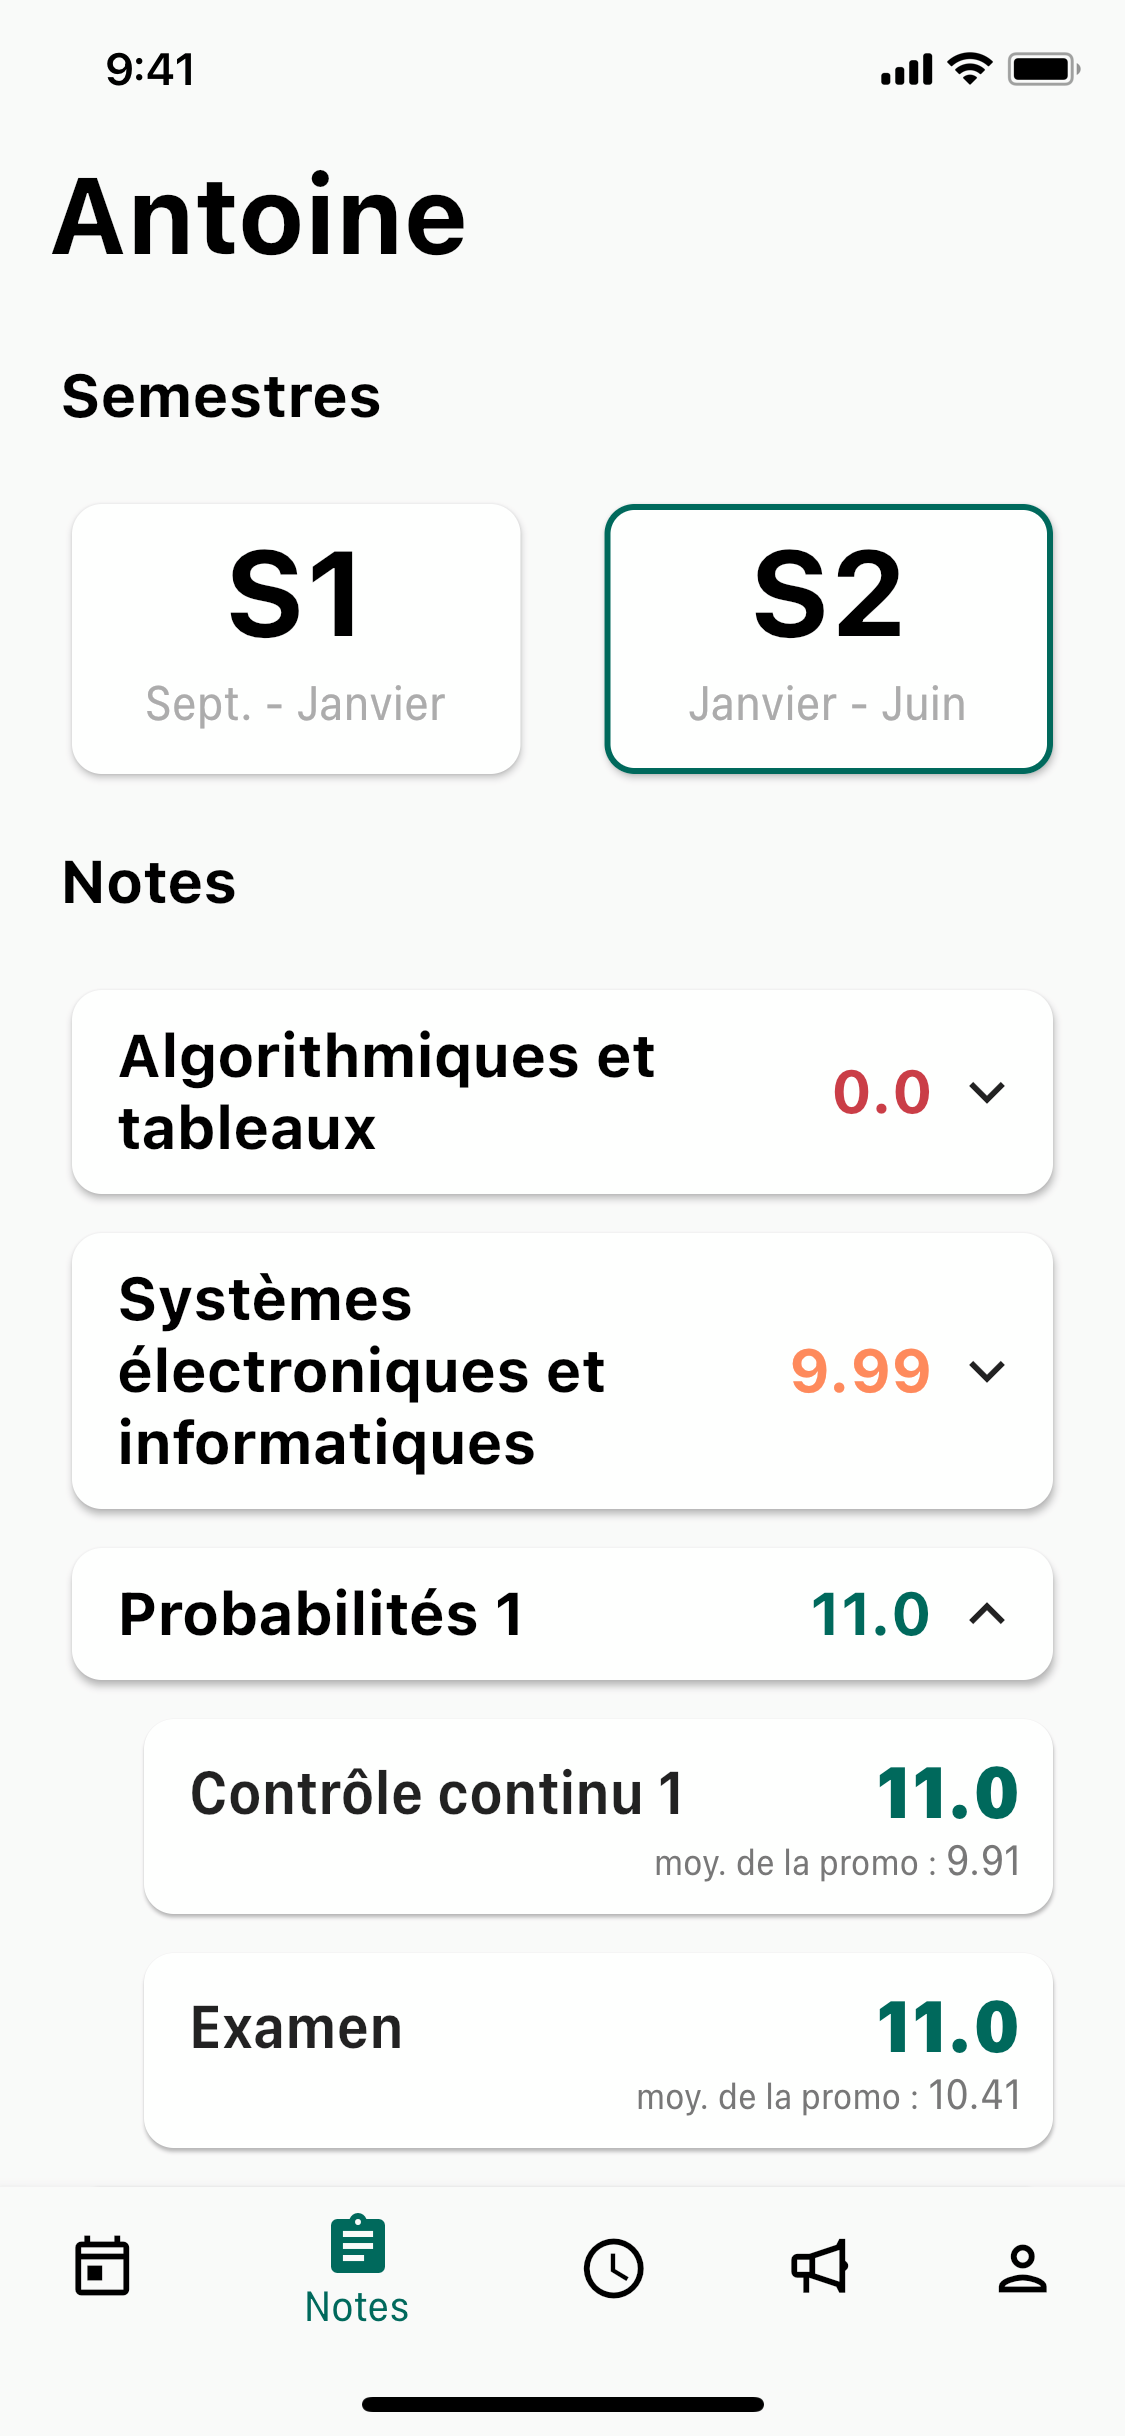 9:41
Antoine
Semestres
S1
Sept. - Janvier
S2
Janvier - Juin
Notes
Algorithmiques et
tableaux
0.0
Systèmes
électroniques et
informatiques
9.99
Probabilités 1
11.0
Contrôle continu 1
11.0
moy. de la promo : 9.91
Examen
11.0
moy. de la promo : 10.41
Notes